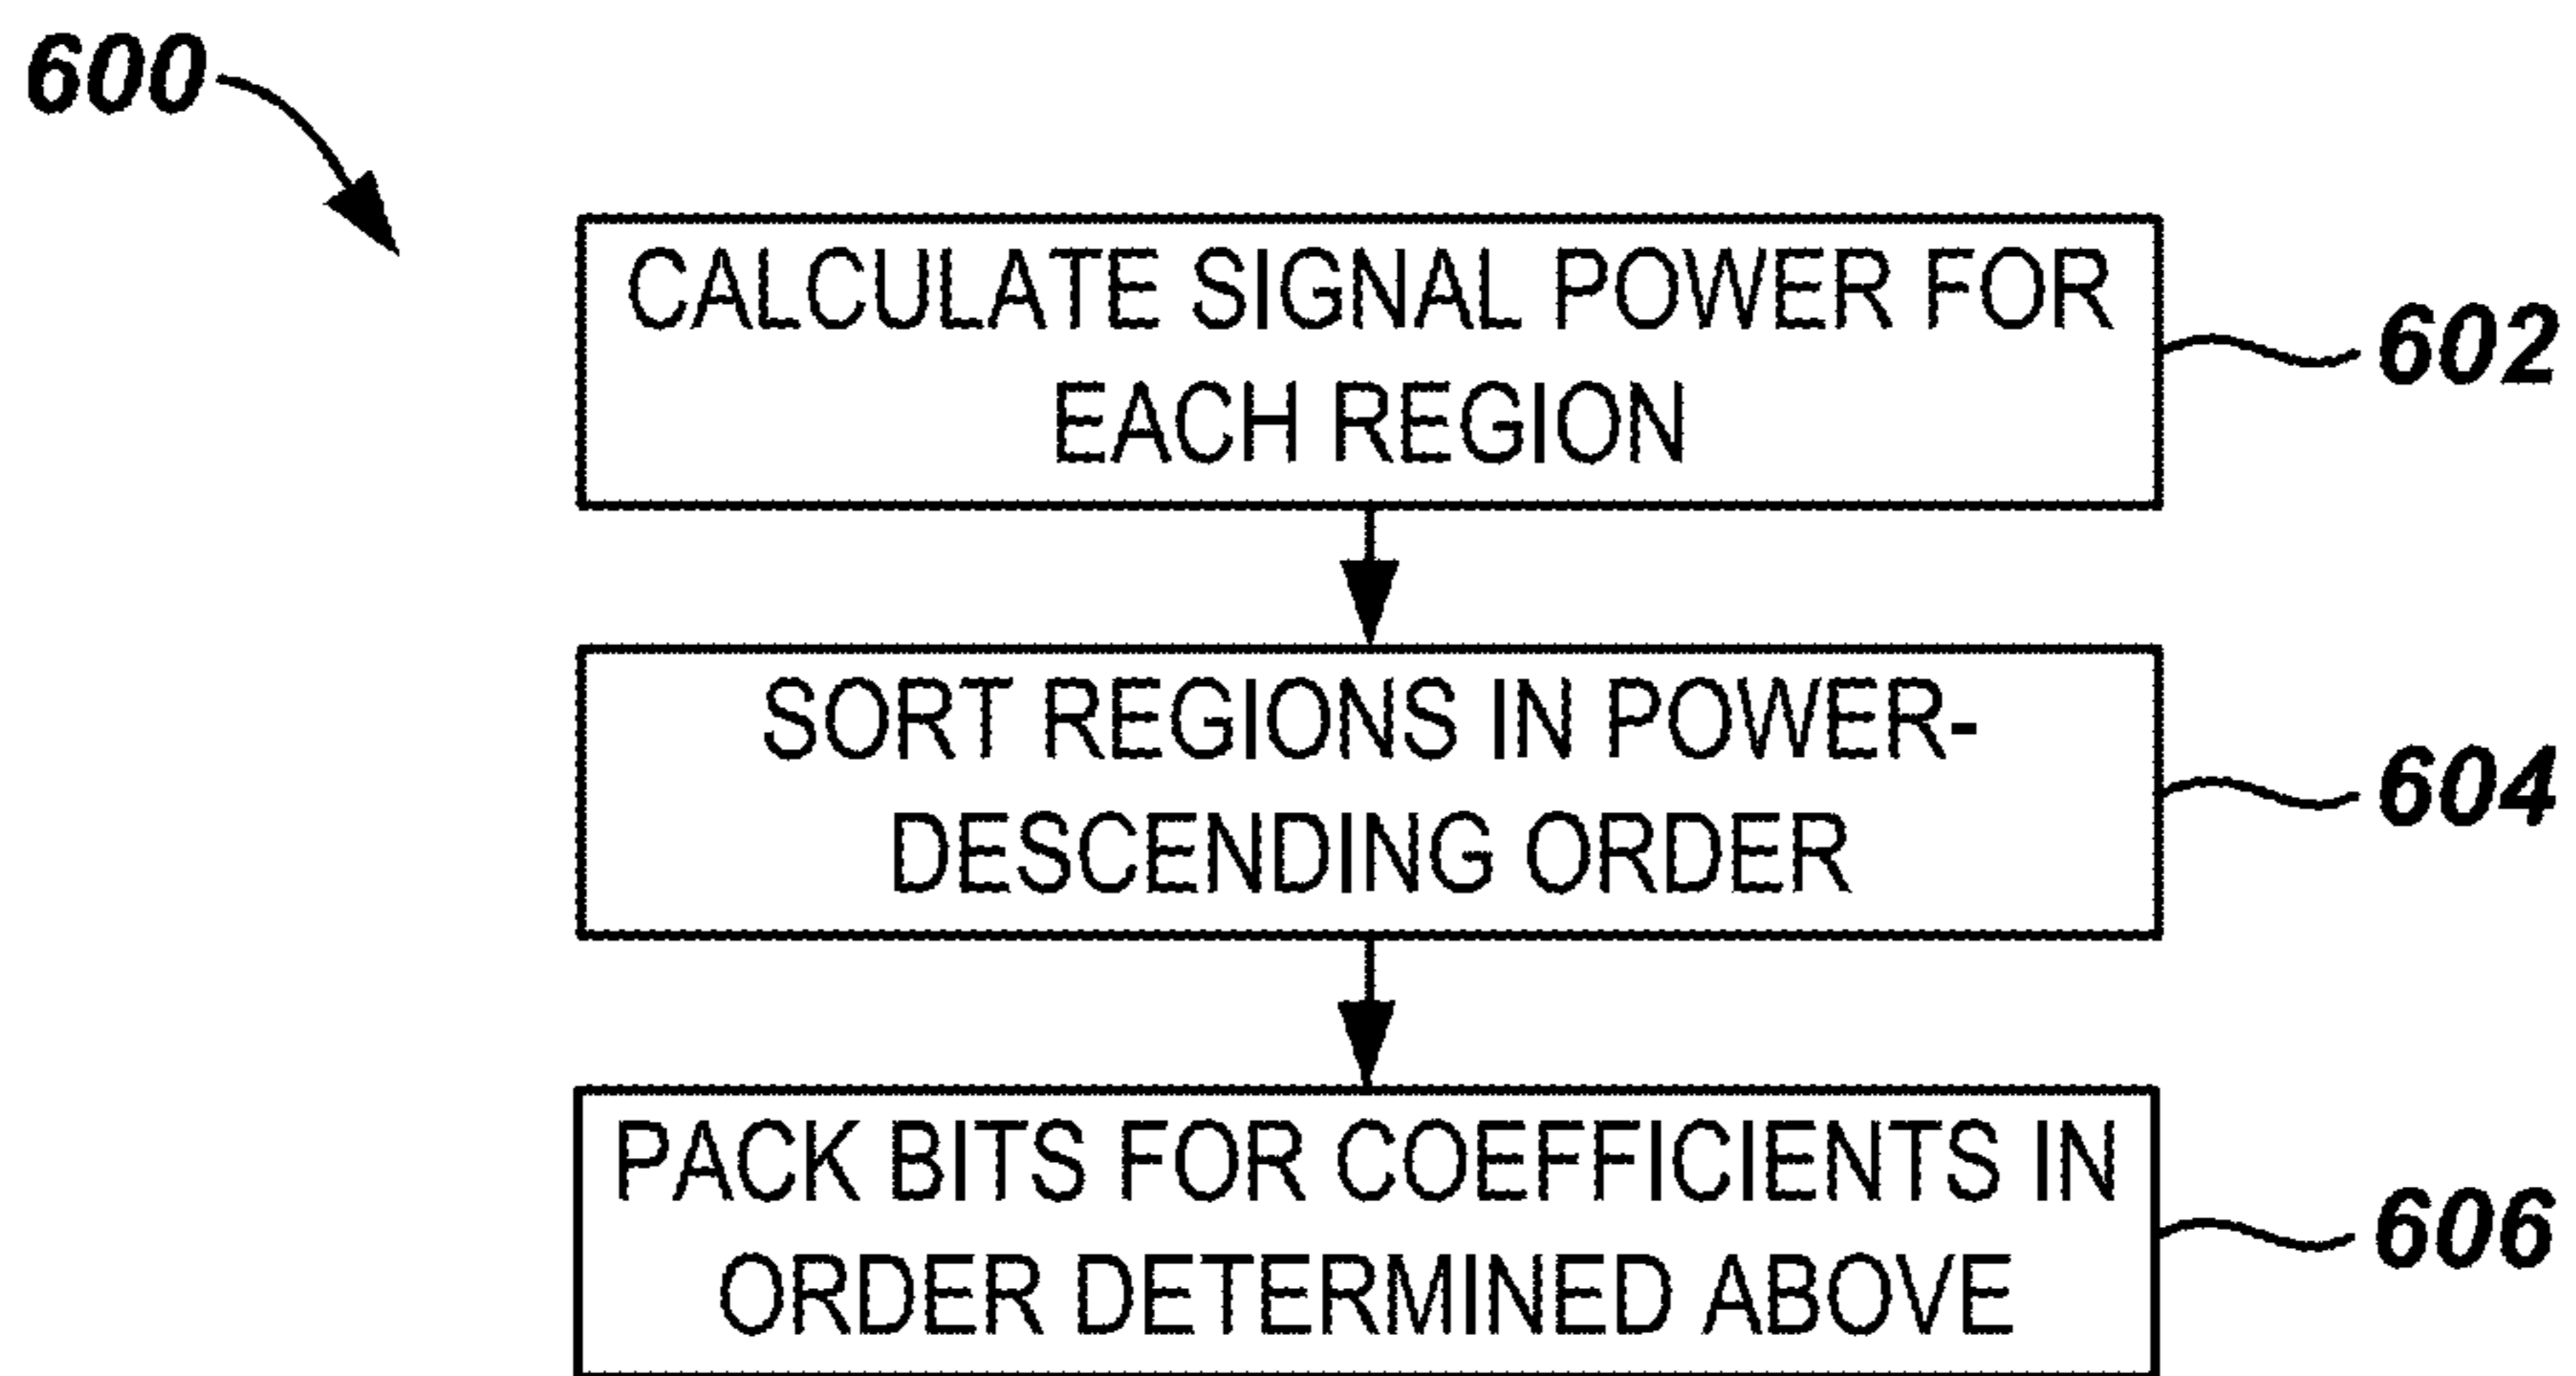 600
CALCULATE SIGNAL POWER FOR
EACH REGION
602
SORT REGIONS IN POWER-
DESCENDING ORDER
604
PACK BITS FOR COEFFICIENTS IN
ORDER DETERMINED ABOVE
606